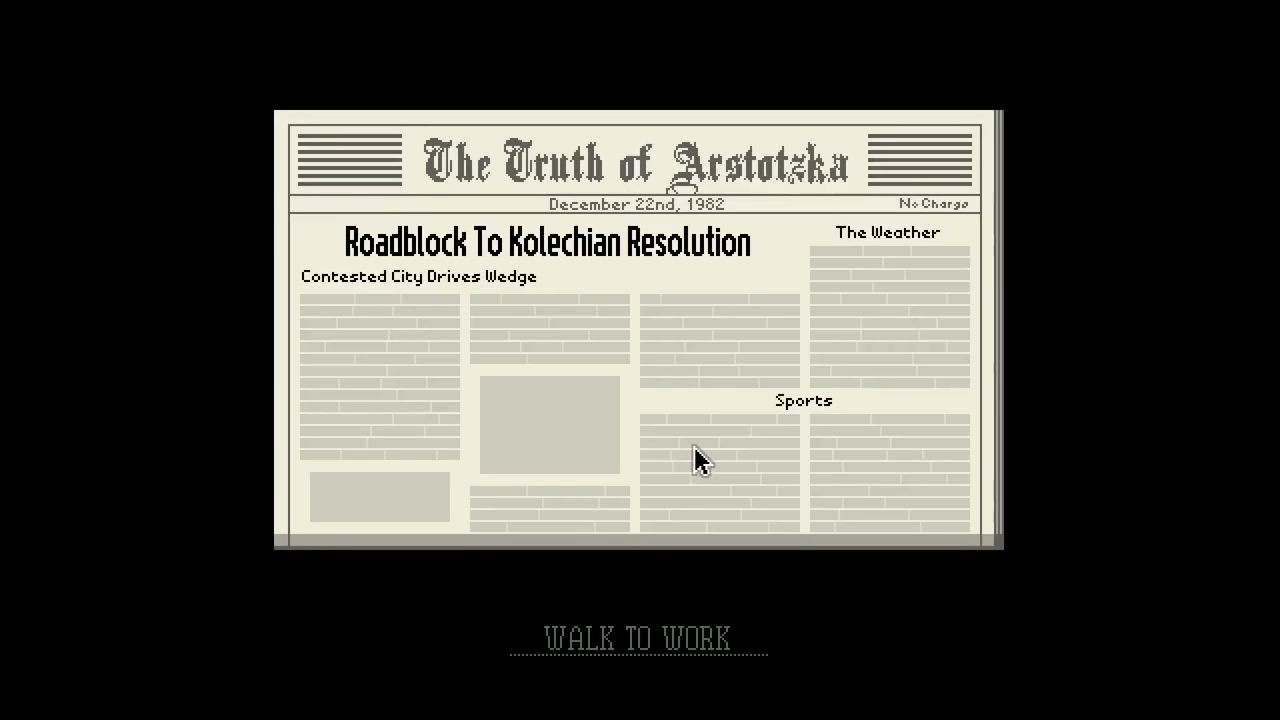 The Truth of Arstotzka
December 22nd, 1982
No Charge
Roadblock To Kolechian Resolution
Contested City Drives Wedge
The Weather
Sports
WALK TO WORK